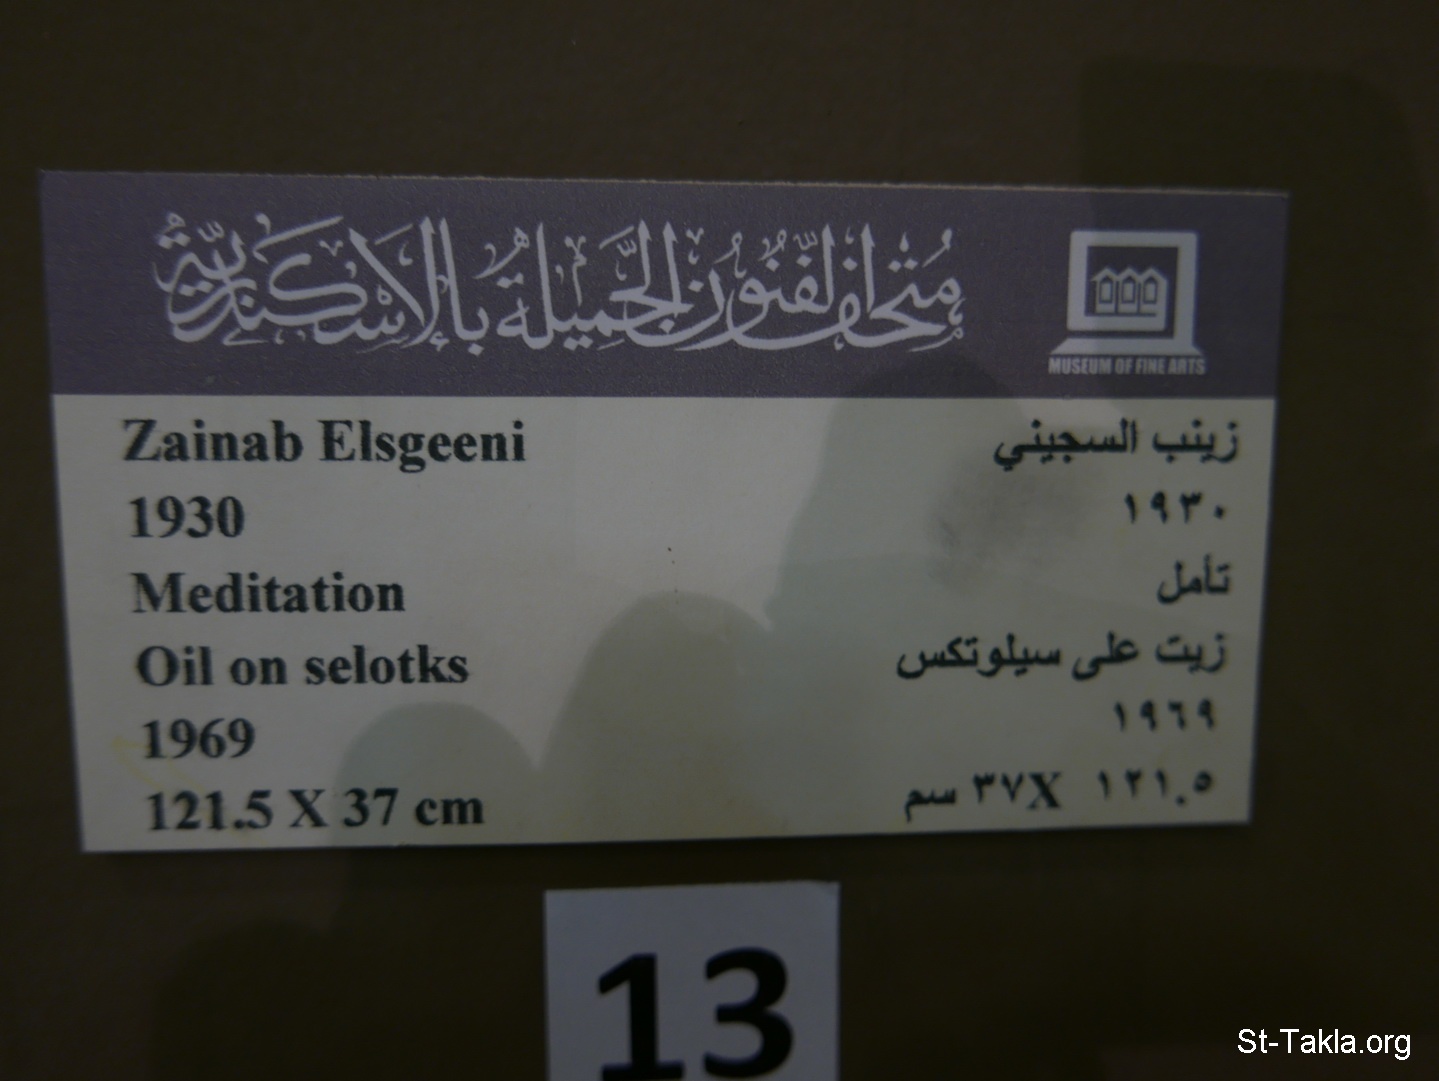 متحف الفنون الجميلة بالإسكندرية
MUSEUM OF FINE ARTS
Zainab Elsgeeni
زينب السجيني
1930
١٩٣٠
Meditation
تأمل
Oil on selotks
زيت على سيلوتكس
1969
١٩٦٩
121.5 X 37 cm
١٢١.٥ X٣٧ سم
13
St-Takla.org